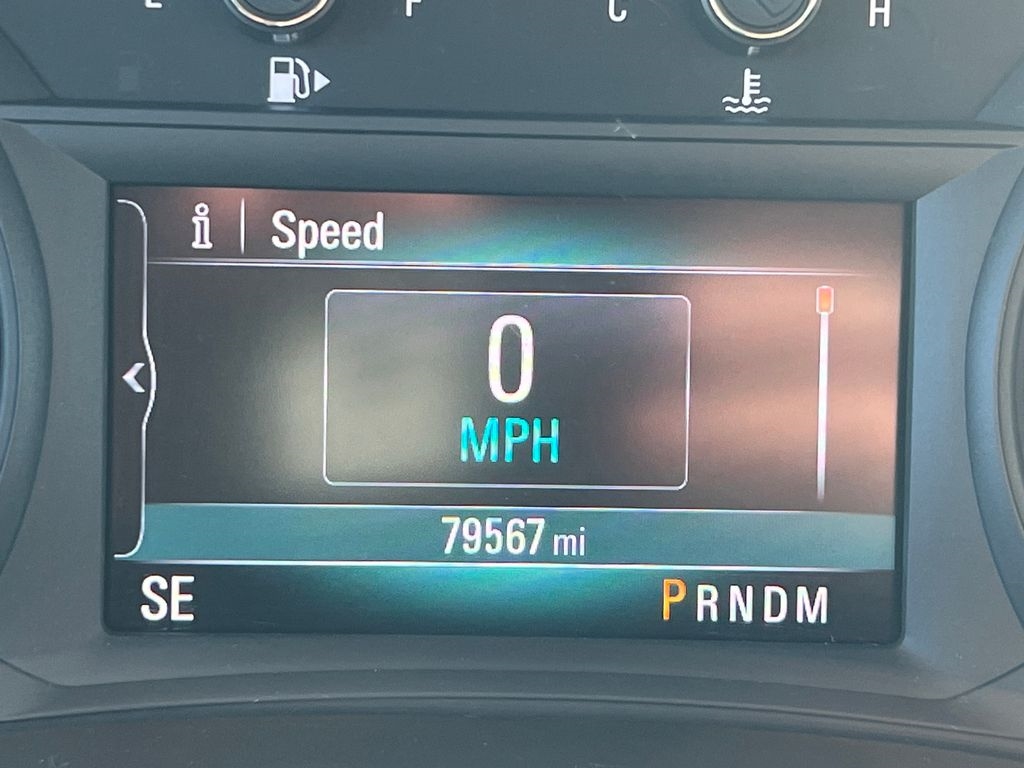 E F C H
i Speed
0
MPH
79567 mi
SE PRNDM